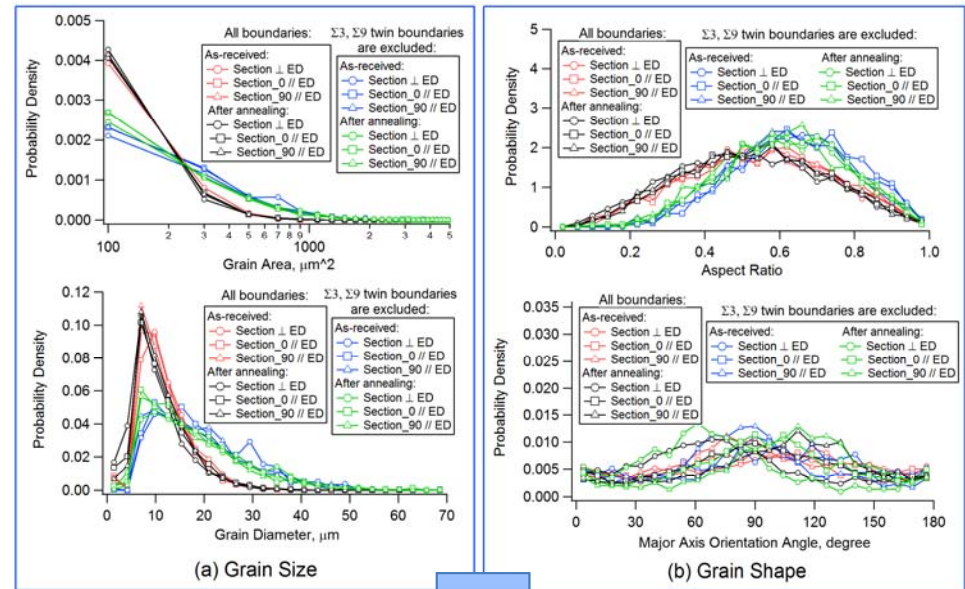 All boundaries:
Σ3, Σ9 twin boundaries
are excluded:
As-received:
Section ⊥ ED
Section_0 // ED
Section_90 // ED
After annealing:
Section ⊥ ED
Section_0 // ED
Section_90 // ED
As-received:
Section ⊥ ED
Section_0 // ED
Section_90 // ED
After annealing:
Section ⊥ ED
Section_0 // ED
Section_90 // ED
Probability Density
0.005
0.004
0.003
0.002
0.001
0.000
100
2
3
4
5
6
7
8
9
1000
2
3
4
5
Grain Area, μm^2
All boundaries:
Σ3, Σ9 twin boundaries
are excluded:
As-received:
Section ⊥ ED
Section_0 // ED
Section_90 // ED
After annealing:
Section ⊥ ED
Section_0 // ED
Section_90 // ED
As-received:
Section ⊥ ED
Section_0 // ED
Section_90 // ED
After annealing:
Section ⊥ ED
Section_0 // ED
Section_90 // ED
Probability Density
0.12
0.10
0.08
0.06
0.04
0.02
0.00
0 10 20 30 40 50 60 70
Grain Diameter, μm
(a) Grain Size
All boundaries:
Σ3, Σ9 twin boundaries are excluded:
As-received:
Section ⊥ ED
Section_0 // ED
Section_90 // ED
After annealing:
Section ⊥ ED
Section_0 // ED
Section_90 // ED
As-received:
Section ⊥ ED
Section_0 // ED
Section_90 // ED
After annealing:
Section ⊥ ED
Section_0 // ED
Section_90 // ED
Probability Density
5
4
3
2
1
0
0.0 0.2 0.4 0.6 0.8 1.0
Aspect Ratio
All boundaries:
Σ3, Σ9 twin boundaries are excluded:
As-received:
Section ⊥ ED
Section_0 // ED
Section_90 // ED
After annealing:
Section ⊥ ED
Section_0 // ED
Section_90 // ED
As-received:
Section ⊥ ED
Section_0 // ED
Section_90 // ED
After annealing:
Section ⊥ ED
Section_0 // ED
Section_90 // ED
Probability Density
0.035
0.030
0.025
0.020
0.015
0.010
0.005
0.000
0 30 60 90 120 150 180
Major Axis Orientation Angle, degree
(b) Grain Shape